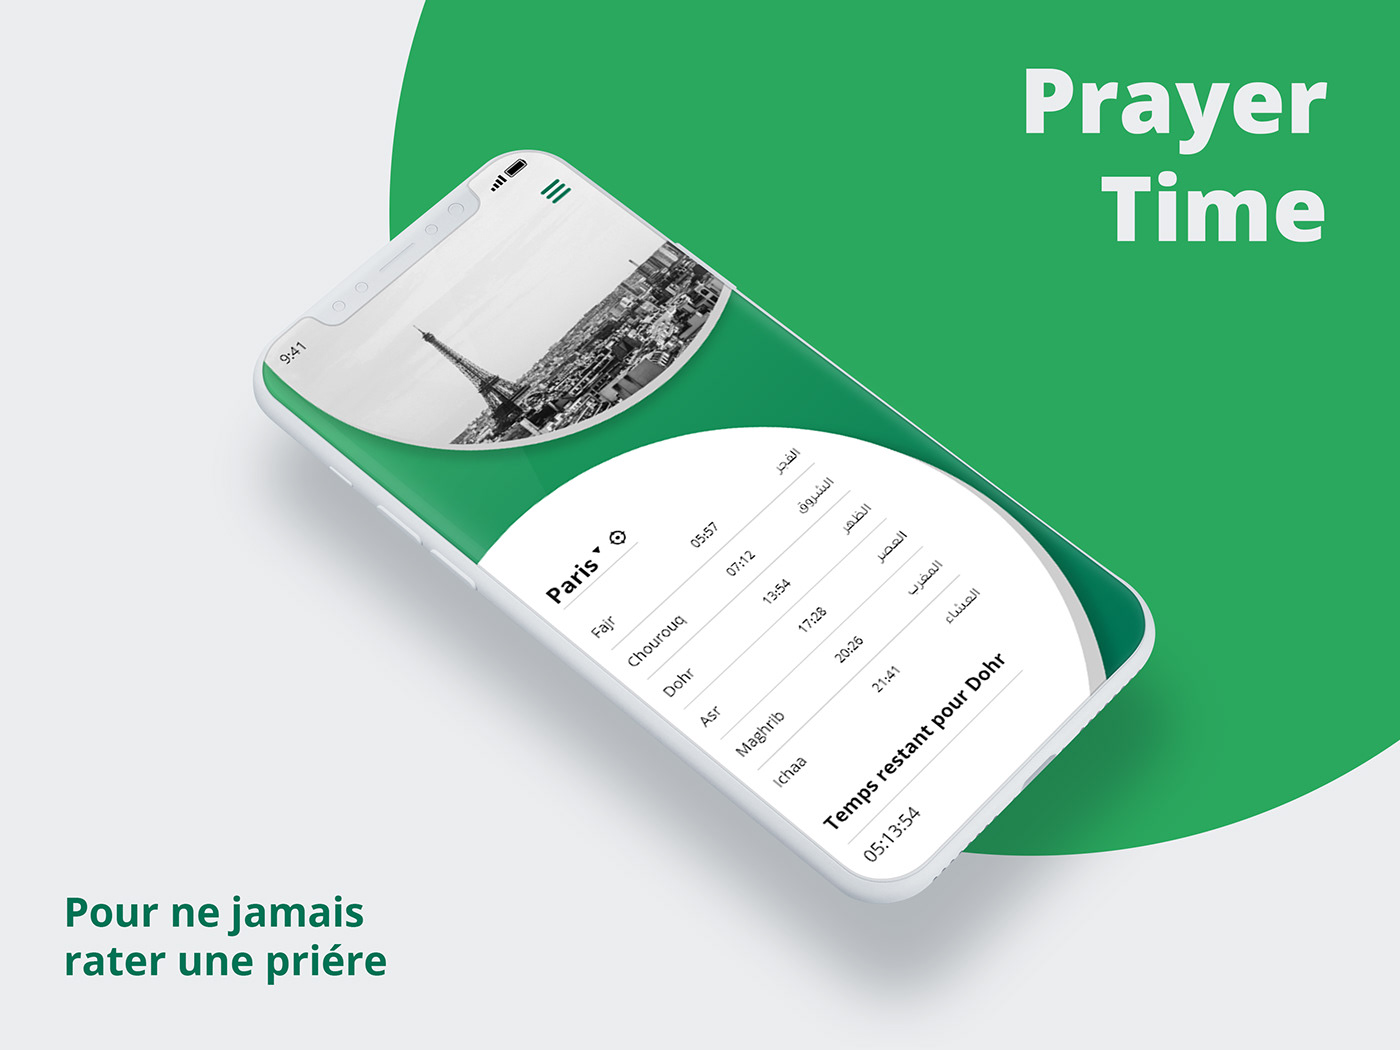 Prayer
Time
9:41
Paris
Fajr 05:57 الفجر
Chourouq 07:12 الشروق
Dohr 13:54 الظهر
Asr 17:28 العصر
Maghrib 20:26 المغرب
Ichaa 21:41 العشاء
Temps restant pour Dohr
05:13:54
Pour ne jamais
rater une priére